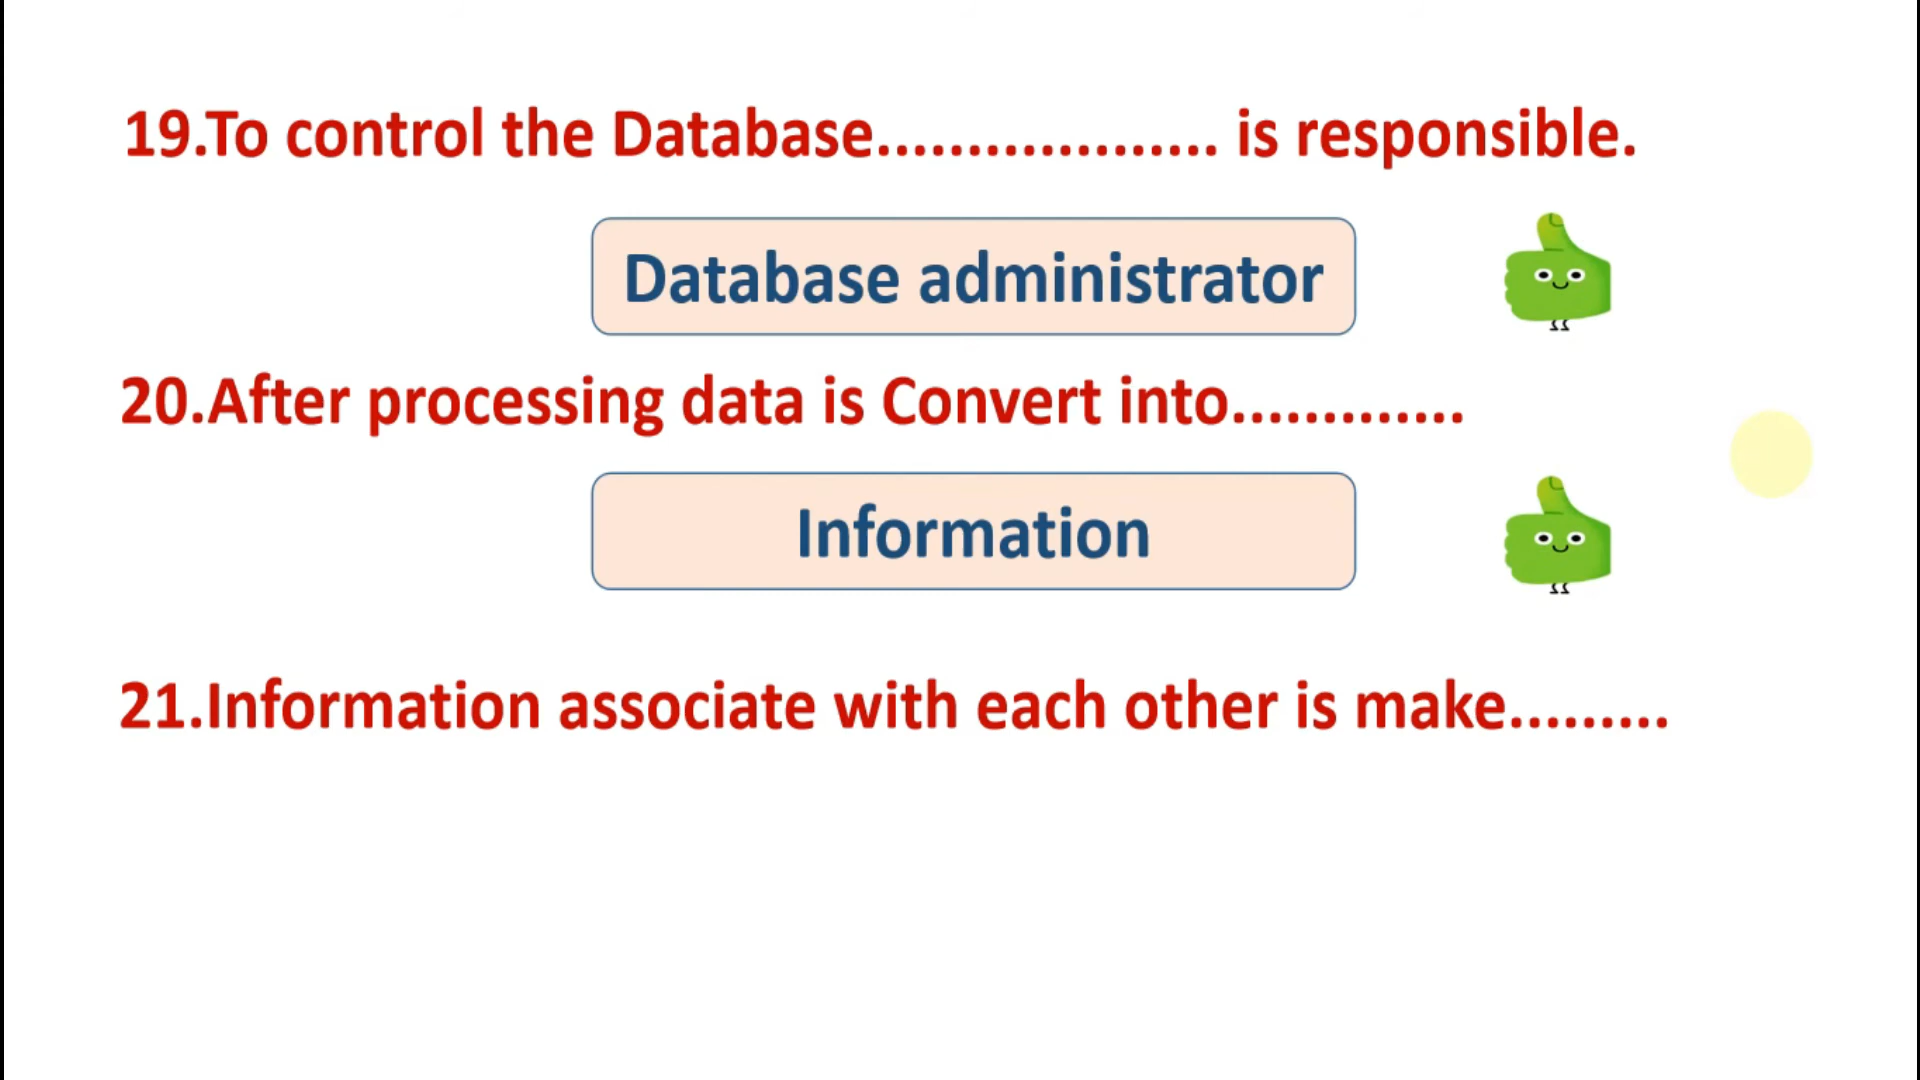 19.To control the Database................... is responsible.
Database administrator
20.After processing data is Convert into.............
Information
21.Information associate with each other is make.........